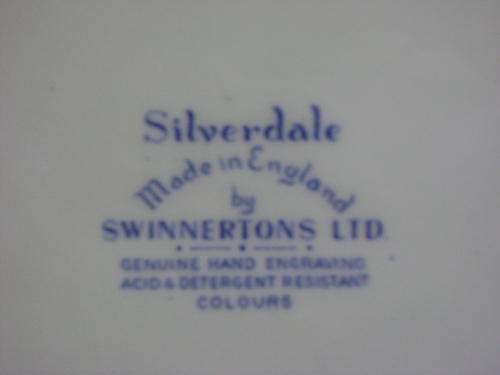 Silverdale
Made in England
by
SWINNERTONS LTD.
GENUINE HAND ENGRAVING
ACID & DETERGENT RESISTANT
COLOURS